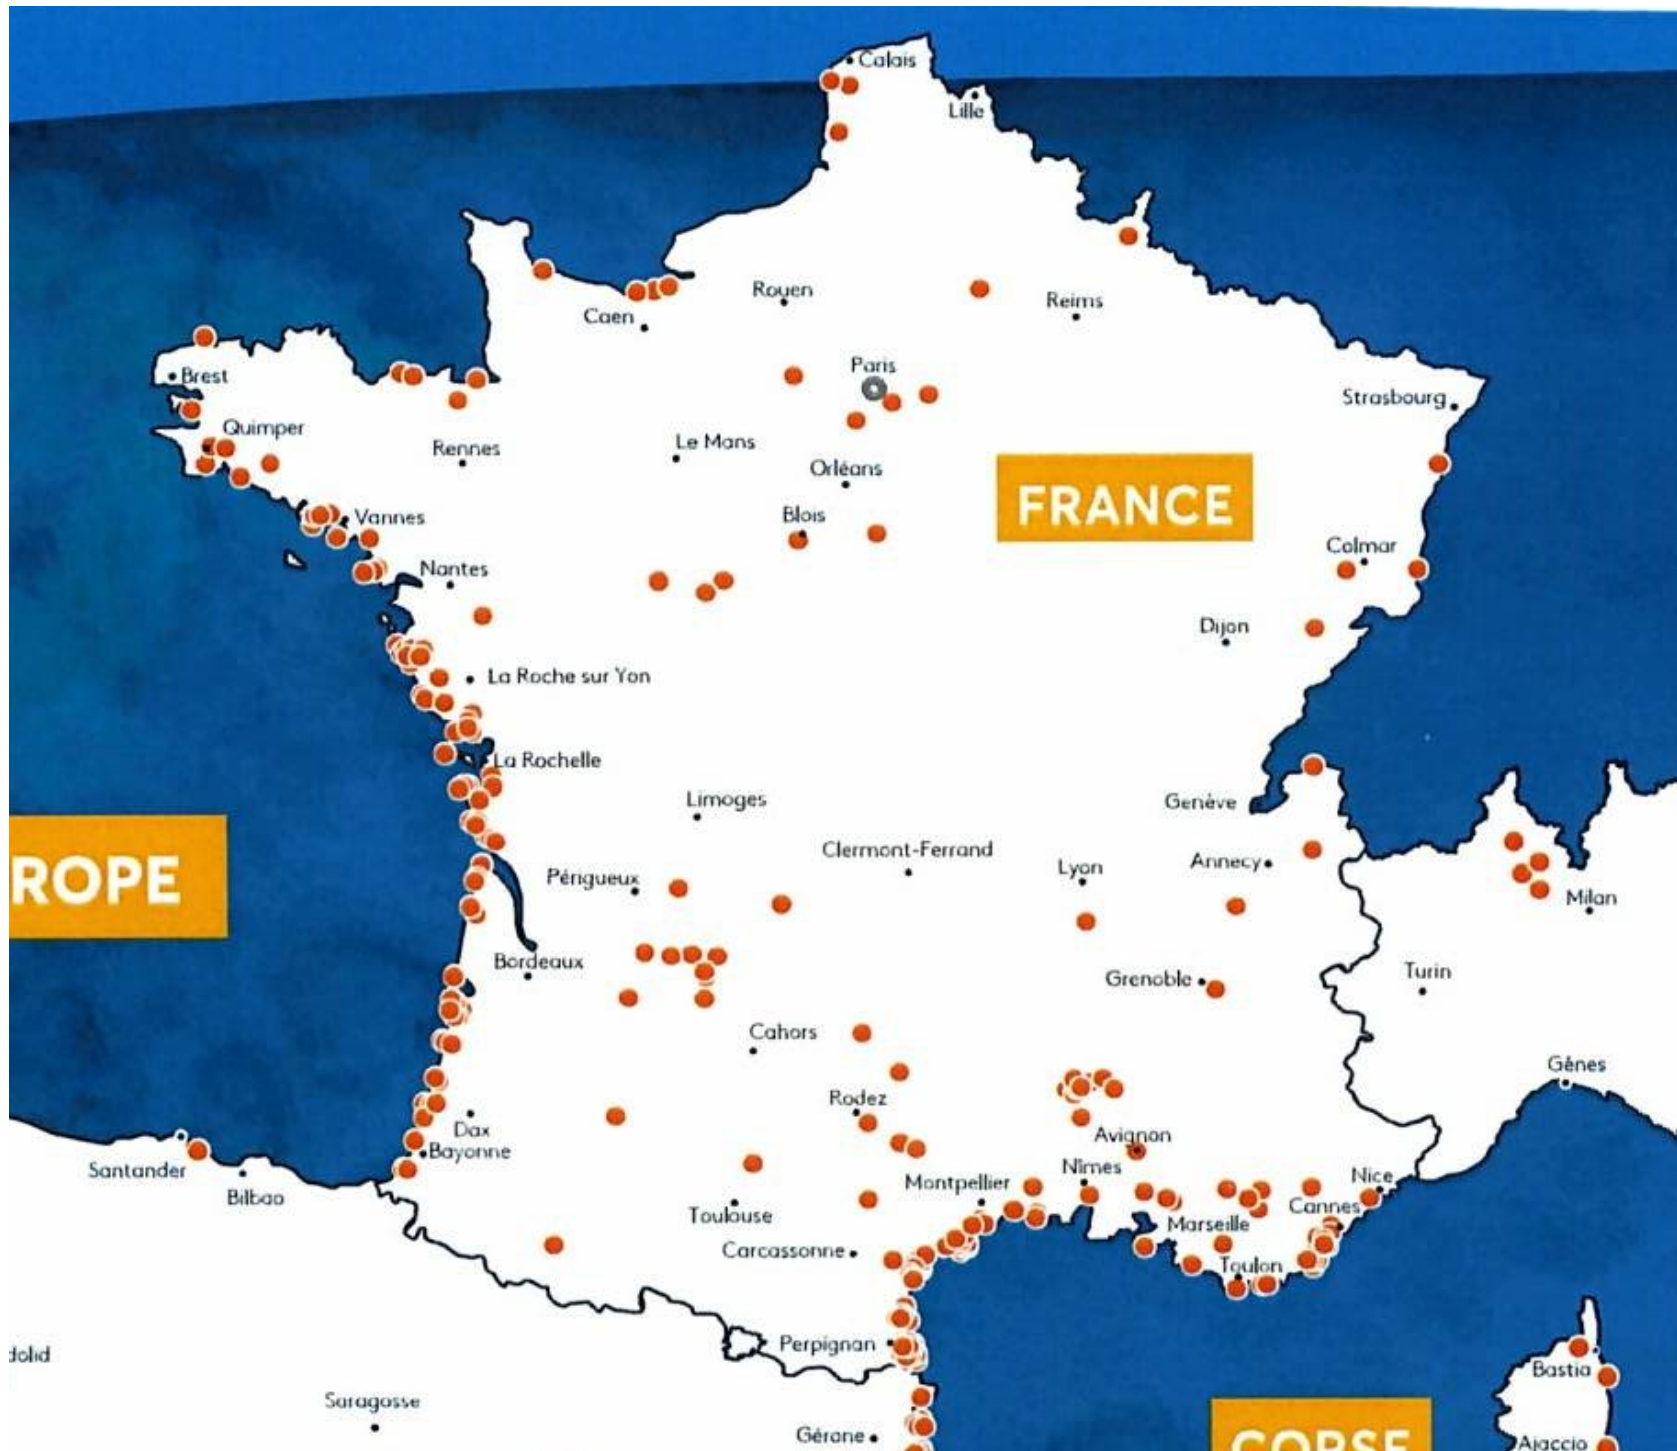 Calais
Lille
Rouen
Reims
Caen
Paris
Brest
Strasbourg
Quimper
Rennes
Le Mans
Orléans
FRANCE
Blois
Vannes
Colmar
Nantes
Dijon
La Roche sur Yon
La Rochelle
Limoges
Genève
Clermont-Ferrand
Lyon
Annecy
ROPE
Périgueux
Milan
Bordeaux
Grenoble
Turin
Cahors
Gênes
Rodez
Dax
Avignon
Bayonne
Santander
Nîmes
Nice
Bilbao
Montpellier
Cannes
Toulouse
Marseille
Carcassonne
Toulon
Perpignan
dolid
Bastia
Saragosse
Gérone
CORSE
Ajaccio